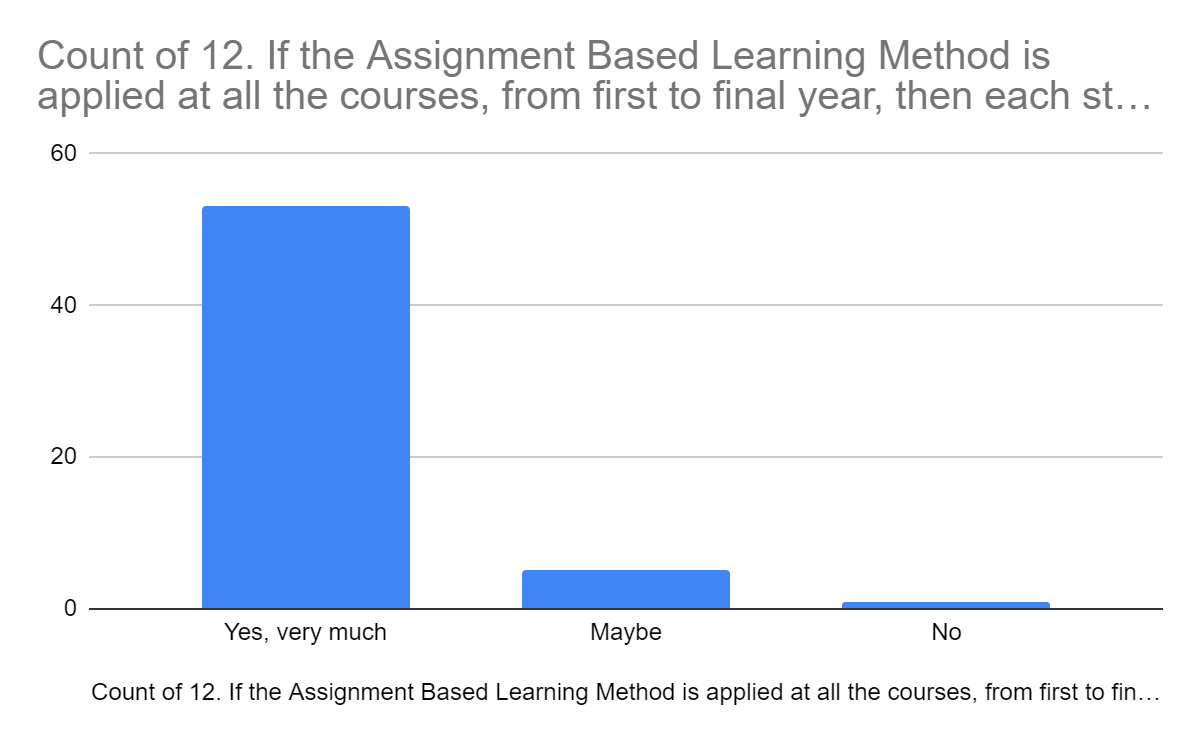 Count of 12. If the Assignment Based Learning Method is
applied at all the courses, from first to final year, then each st…
60
40
20
0
Yes, very much
Maybe
No
Count of 12. If the Assignment Based Learning Method is applied at all the courses, from first to fin…